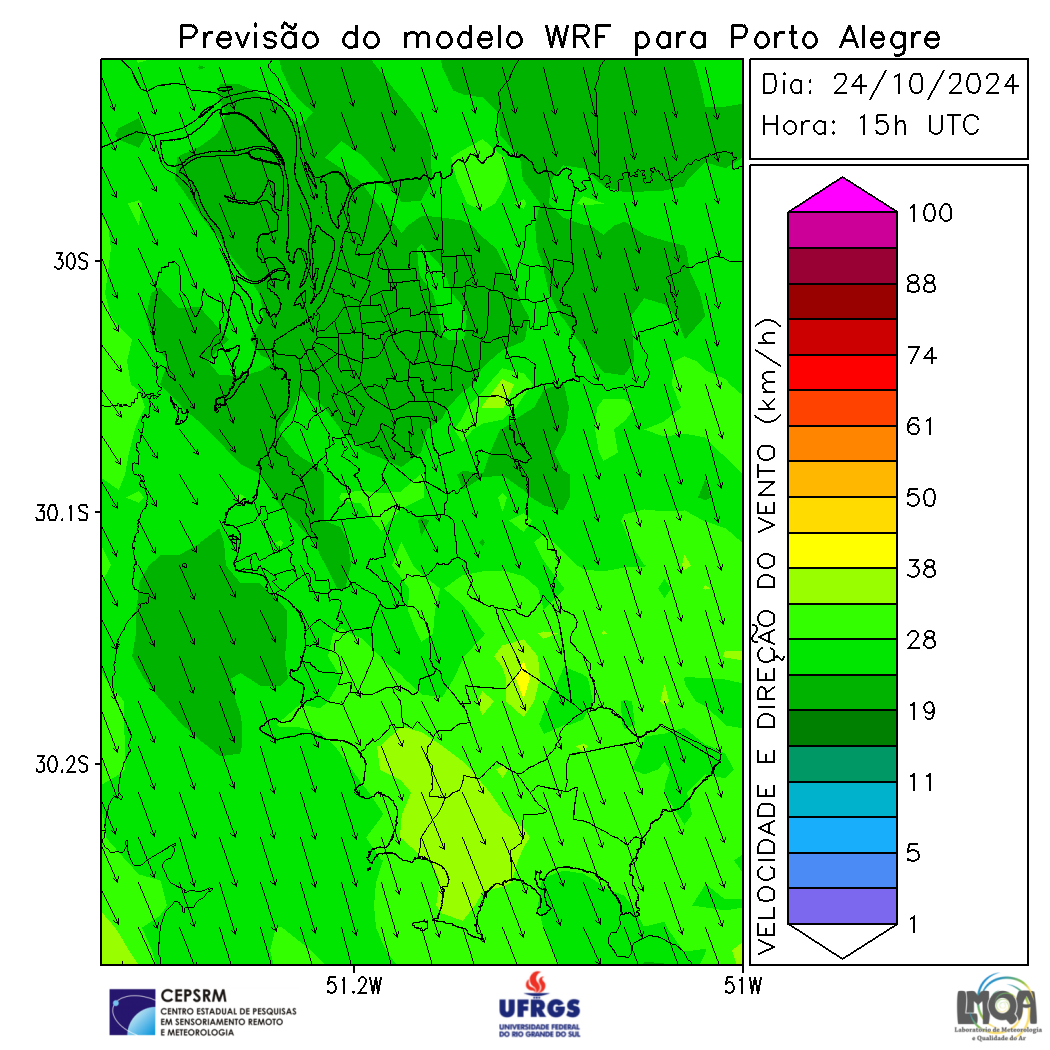 Previsão do modelo WRF para Porto Alegre
Dia: 24/10/2024
Hora: 15h UTC
30S
30.1S
30.2S
51.2W
51W
VELOCIDADE E DIREÇÃO DO VENTO (km/h)
100
88
74
61
50
38
28
19
11
5
1
CEPSRM
CENTRO ESTADUAL DE PESQUISAS
EM SENSORIAMENTO REMOTO
E METEOROLOGIA
UFRGS
UNIVERSIDADE FEDERAL
DO RIO GRANDE DO SUL
LMQA
Laboratório de Meteorologia
e Qualidade do Ar